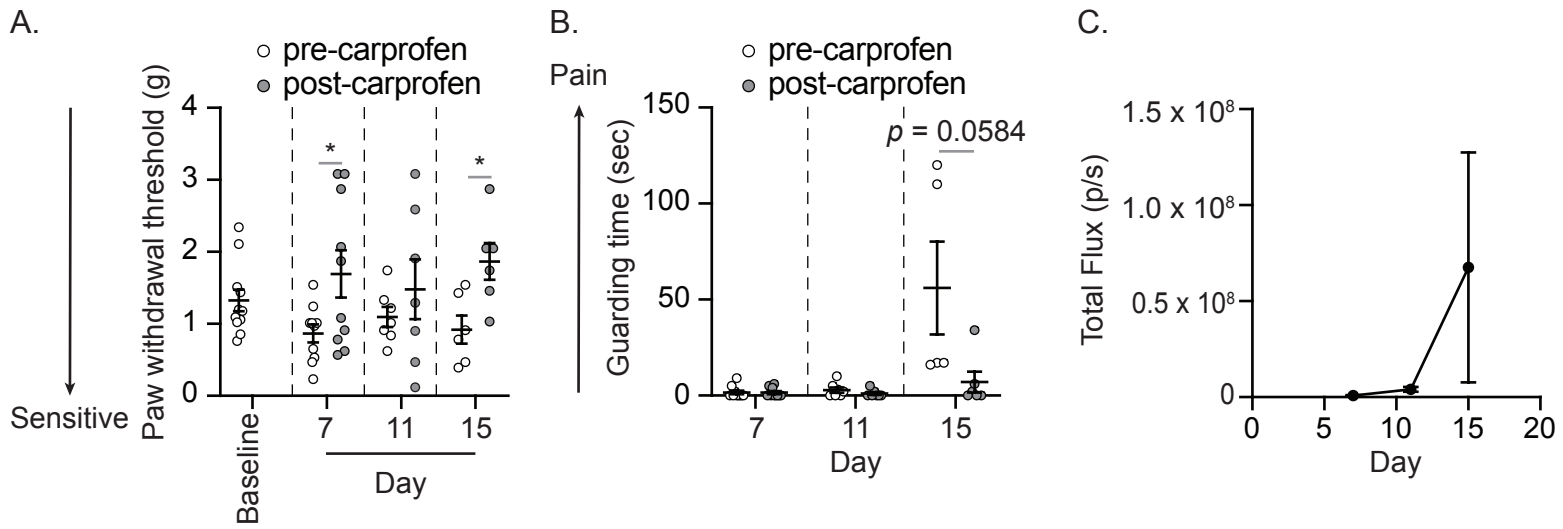 A.
pre-carprofen
post-carprofen
Sensitive
Paw withdrawal threshold (g)
4
3
2
1
0
*
*
Baseline
7
11
15
Day
B.
pre-carprofen
post-carprofen
Pain
Guarding time (sec)
150
100
50
0
p = 0.0584
7
11
15
Day
C.
Total Flux (p/s)
1.5 x 10⁸
1.0 x 10⁸
0.5 x 10⁸
0
0
5
10
15
20
Day